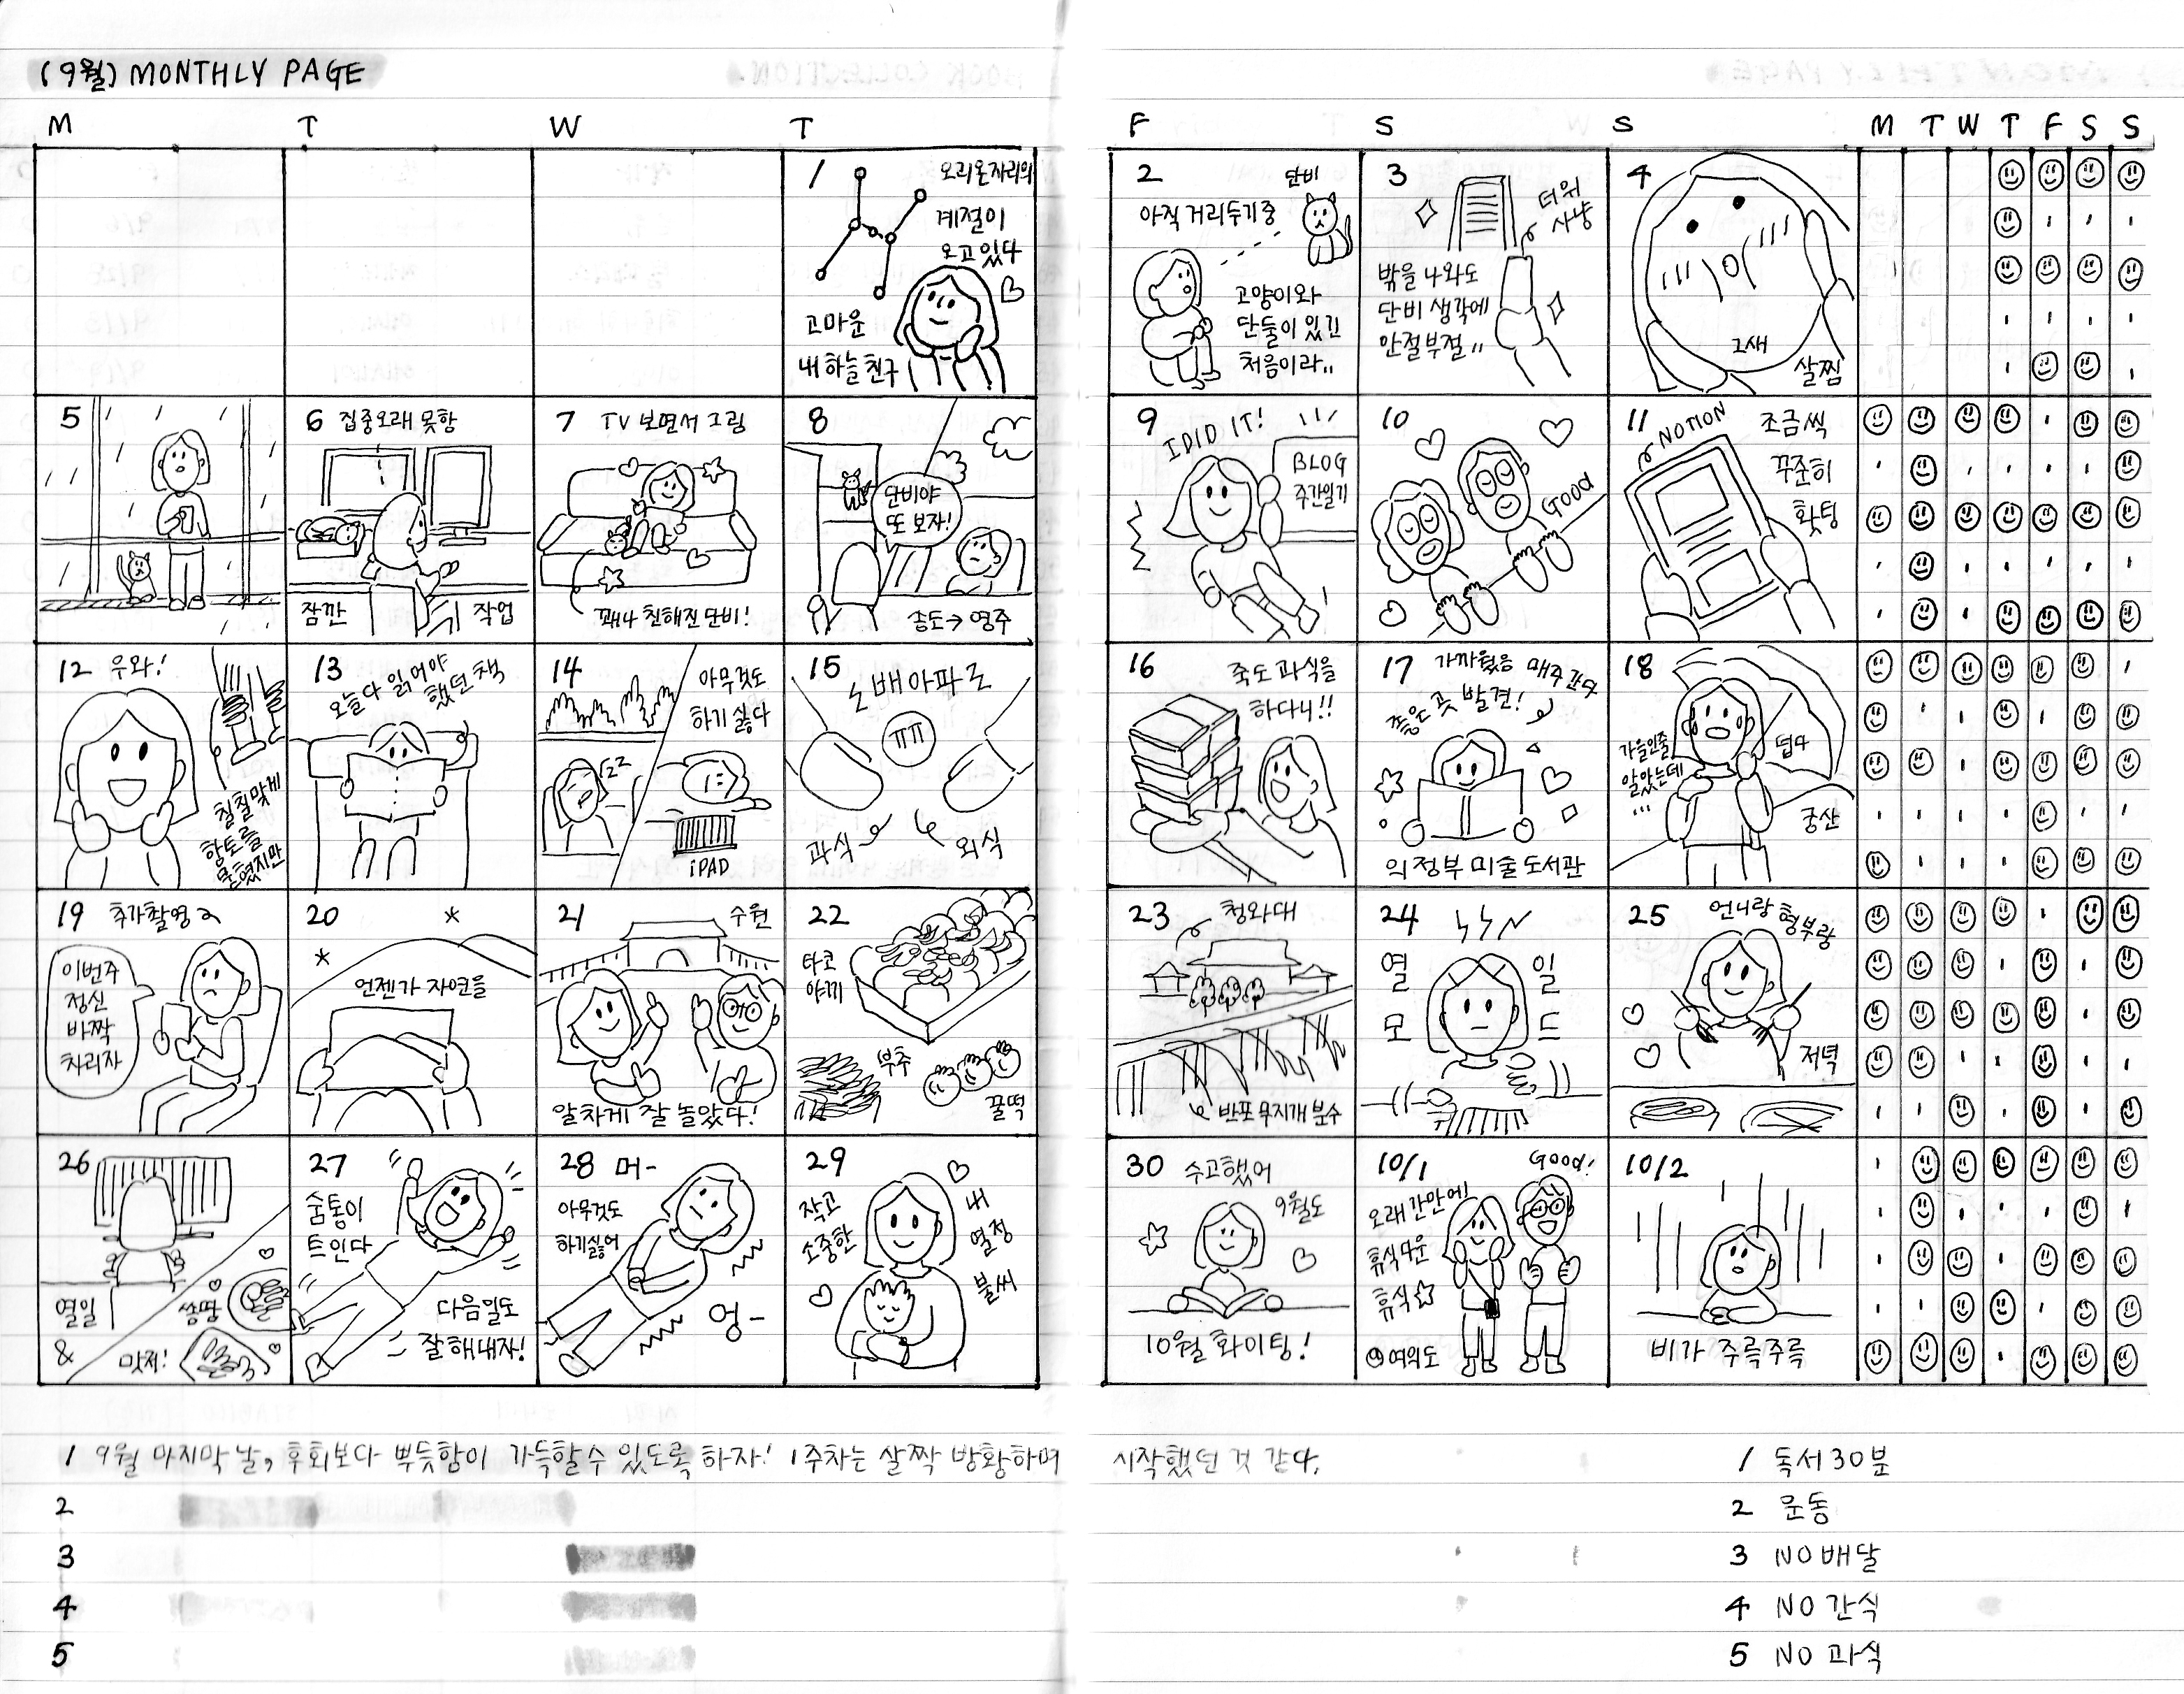 (9월) MONTHLY PAGE
M T W T F S S
M T W T F S S
1
오리온자리의
계절이
오고있다
고마운
내 하늘 친구
2
단비
아직 거리두기중
고양이와
단둘이 있긴
처음이라..
3
더워
사냥
밖을 나와도
단비 생각에
안절부절"
4
그새
살찜
5
6 집중오래 못함
잠깐 작업
7 TV 보면서 그림
꽤나 친해진 단비!
8
단비야
또 보자!
송도→영주
9
I DID IT!
BLOG
주간일기
10
GOOD
11
NOTION
조금씩
꾸준히
홧팅
12 우와!
칠칠맞게
황토를
묻혔지만
13
오늘다 읽어야
했던 책
14
아무것도
하기 싫다
zz
iPAD
15
노배아파로
ㅠㅠ
과식 외식
16
죽도 과식을
하다니!!
17
가까웠음 매주 간다
좋은 곳 발견!
의정부 미술 도서관
18
가을인줄
알았는데
...
덥다
궁산
19 추가촬영
이번주
정신
바짝
차리자
20
언젠가 자연을
21
수원
알차게 잘 놀았다!
22
타코
야끼
부추
꿀떡
23
청와대
반포 무지개 분수
24
열 일
모 드
25
언니랑 형부랑
저녁
26
열일
&
쏭땅
맛저!
27
숨통이
트인다
다음일도
잘 해내자!
28 머-
아무것도
하기싫어
엉-
29
작고
소중한
내
열정
불씨
30
수고했어
9월도
10월 화이팅!
10/1
GOOD!
오래간만에!
휴식다운
휴식☆
여의도
10/2
비가 주륵주륵
1 9월 마지막 날, 후회보다 뿌듯함이 가득할수 있도록 하자! 1주차는 살짝 방황하며 시작했던 것 같다.
2
3
4
5
1 독서30분
2 운동
3 NO 배달
4 NO 간식
5 NO 과식